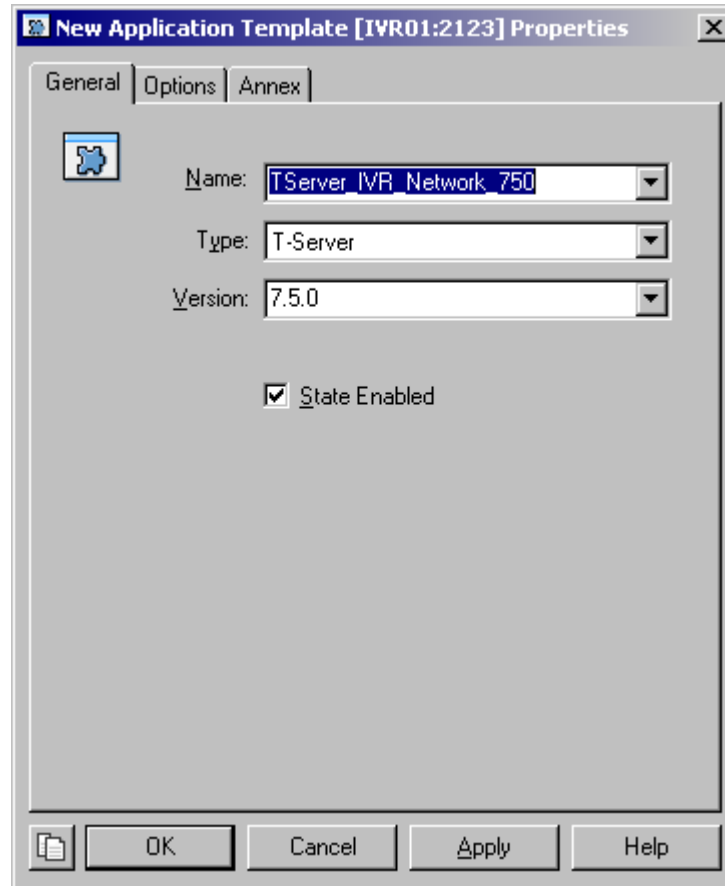 New Application Template [IVR01:2123] Properties
General Options Annex
Name: TServer_IVR_Network_750
Type: T-Server
Version: 7.5.0
State Enabled
OK Cancel Apply Help